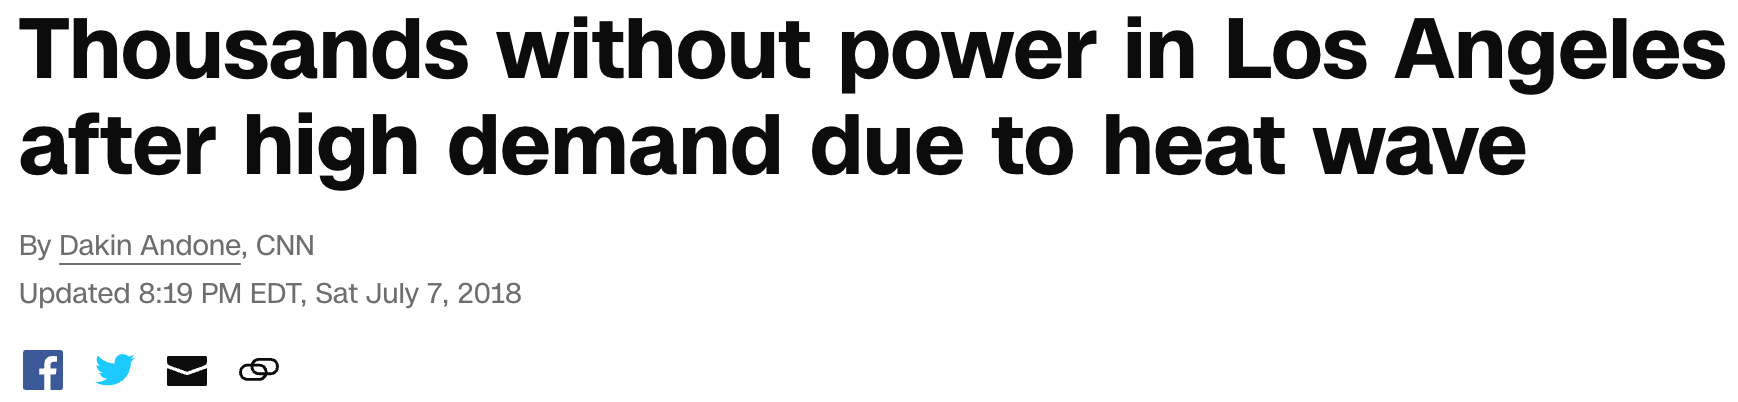 Thousands without power in Los Angeles
after high demand due to heat wave
By Dakin Andone, CNN
Updated 8:19 PM EDT, Sat July 7, 2018